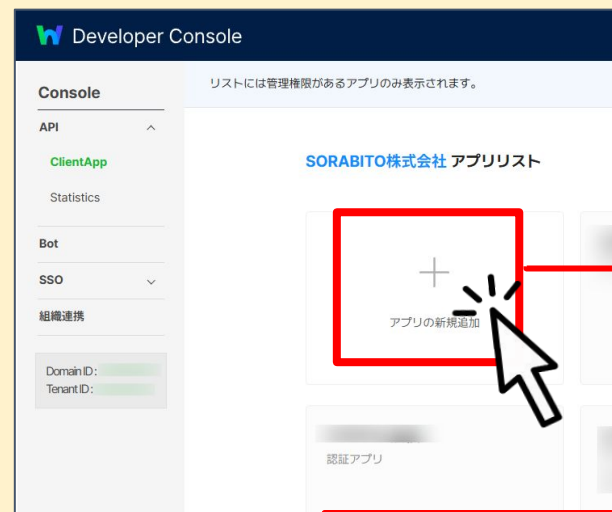 Developer Console
Console
リストには管理権限があるアプリのみ表示されます。
API
ClientApp
Statistics
Bot
SSO
組織連携
Domain ID :
Tenant ID :
SORABITO株式会社 アプリリスト
アプリの新規追加
認証アプリ